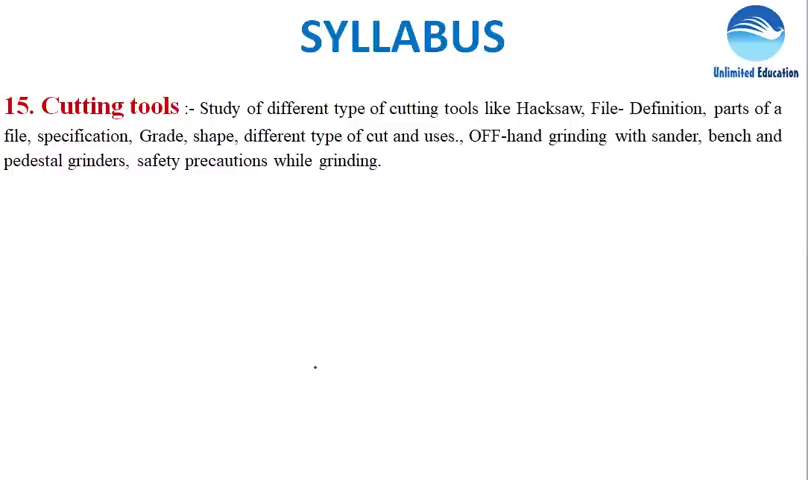 SYLLABUS
Unlimited Education
15. Cutting tools :- Study of different type of cutting tools like Hacksaw, File- Definition, parts of a
file, specification, Grade, shape, different type of cut and uses., OFF-hand grinding with sander, bench and
pedestal grinders, safety precautions while grinding.